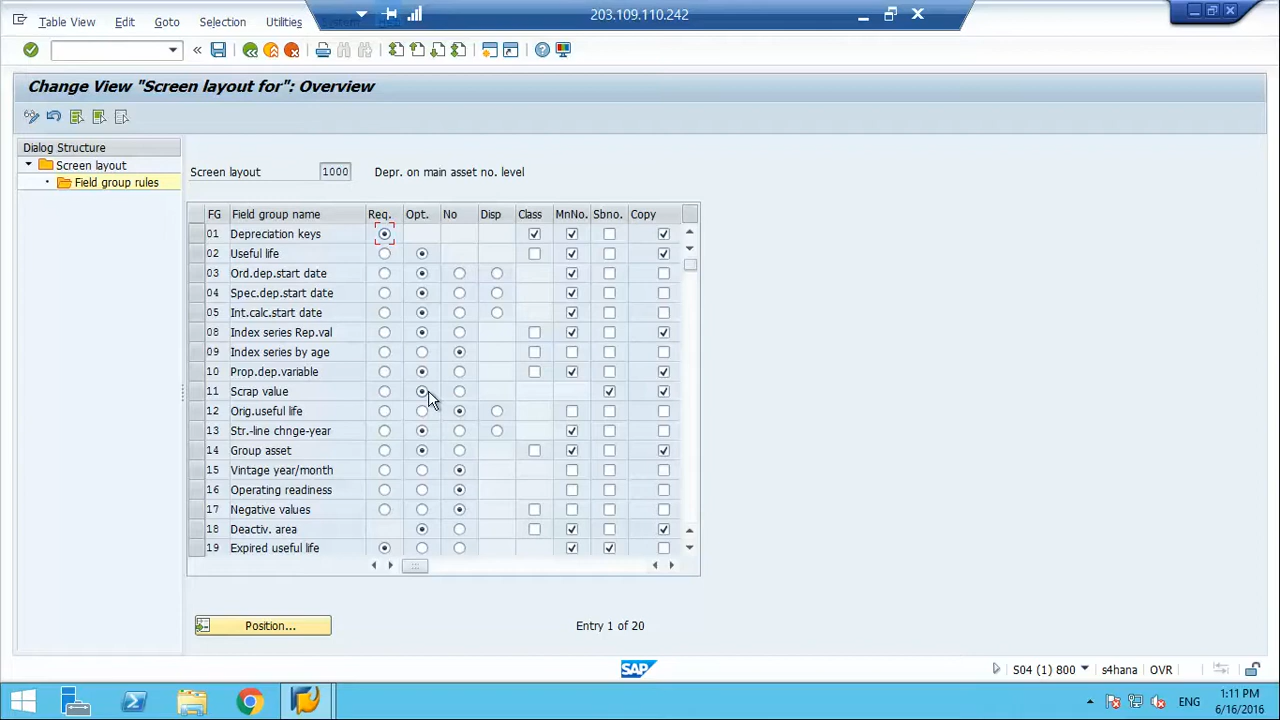 203.109.110.242
Table View Edit Goto Selection Utilities System Help
Change View "Screen layout for": Overview
Dialog Structure
Screen layout
Field group rules
Screen layout 1000 Depr. on main asset no. level
FG Field group name Req. Opt. No Disp Class MnNo. Sbno. Copy
01 Depreciation keys
02 Useful life
03 Ord.dep.start date
04 Spec.dep.start date
05 Int.calc.start date
08 Index series Rep.val
09 Index series by age
10 Prop.dep.variable
11 Scrap value
12 Orig.useful life
13 Str.-line chnge-year
14 Group asset
15 Vintage year/month
16 Operating readiness
17 Negative values
18 Deactiv. area
19 Expired useful life
Position... Entry 1 of 20
SAP S04 (1) 800 s4hana OVR
ENG 1:11 PM
6/16/2016